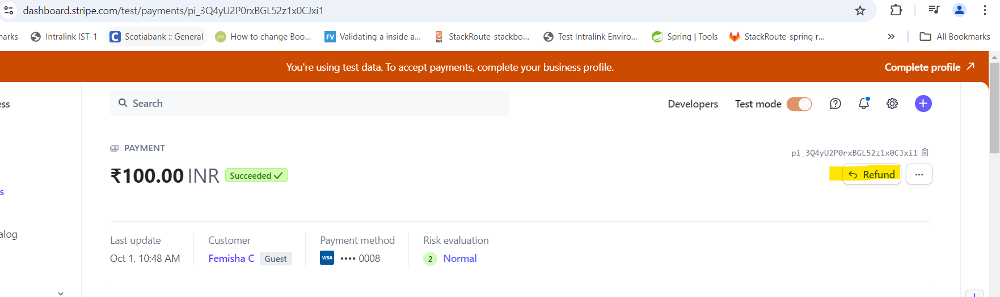 dashboard.stripe.com/test/payments/pi_3Q4yU2P0rxBGL52z1x0CJxi1
narks Intralink IST-1 Scotiabank :: General How to change Boo... FV Validating a inside a... StackRoute-stackbo... Test Intralink Enviro... Spring | Tools StackRoute-spring r... » All Bookmarks
You're using test data. To accept payments, complete your business profile. Complete profile
ess Search Developers Test mode
PAYMENT
pi_3Q4yU2P0rxBGL52z1x0CJxi1
₹100.00 INR Succeeded Refund ...
s
alog
Last update Customer Payment method Risk evaluation
Oct 1, 10:48 AM Femisha C Guest VISA •••• 0008 2 Normal